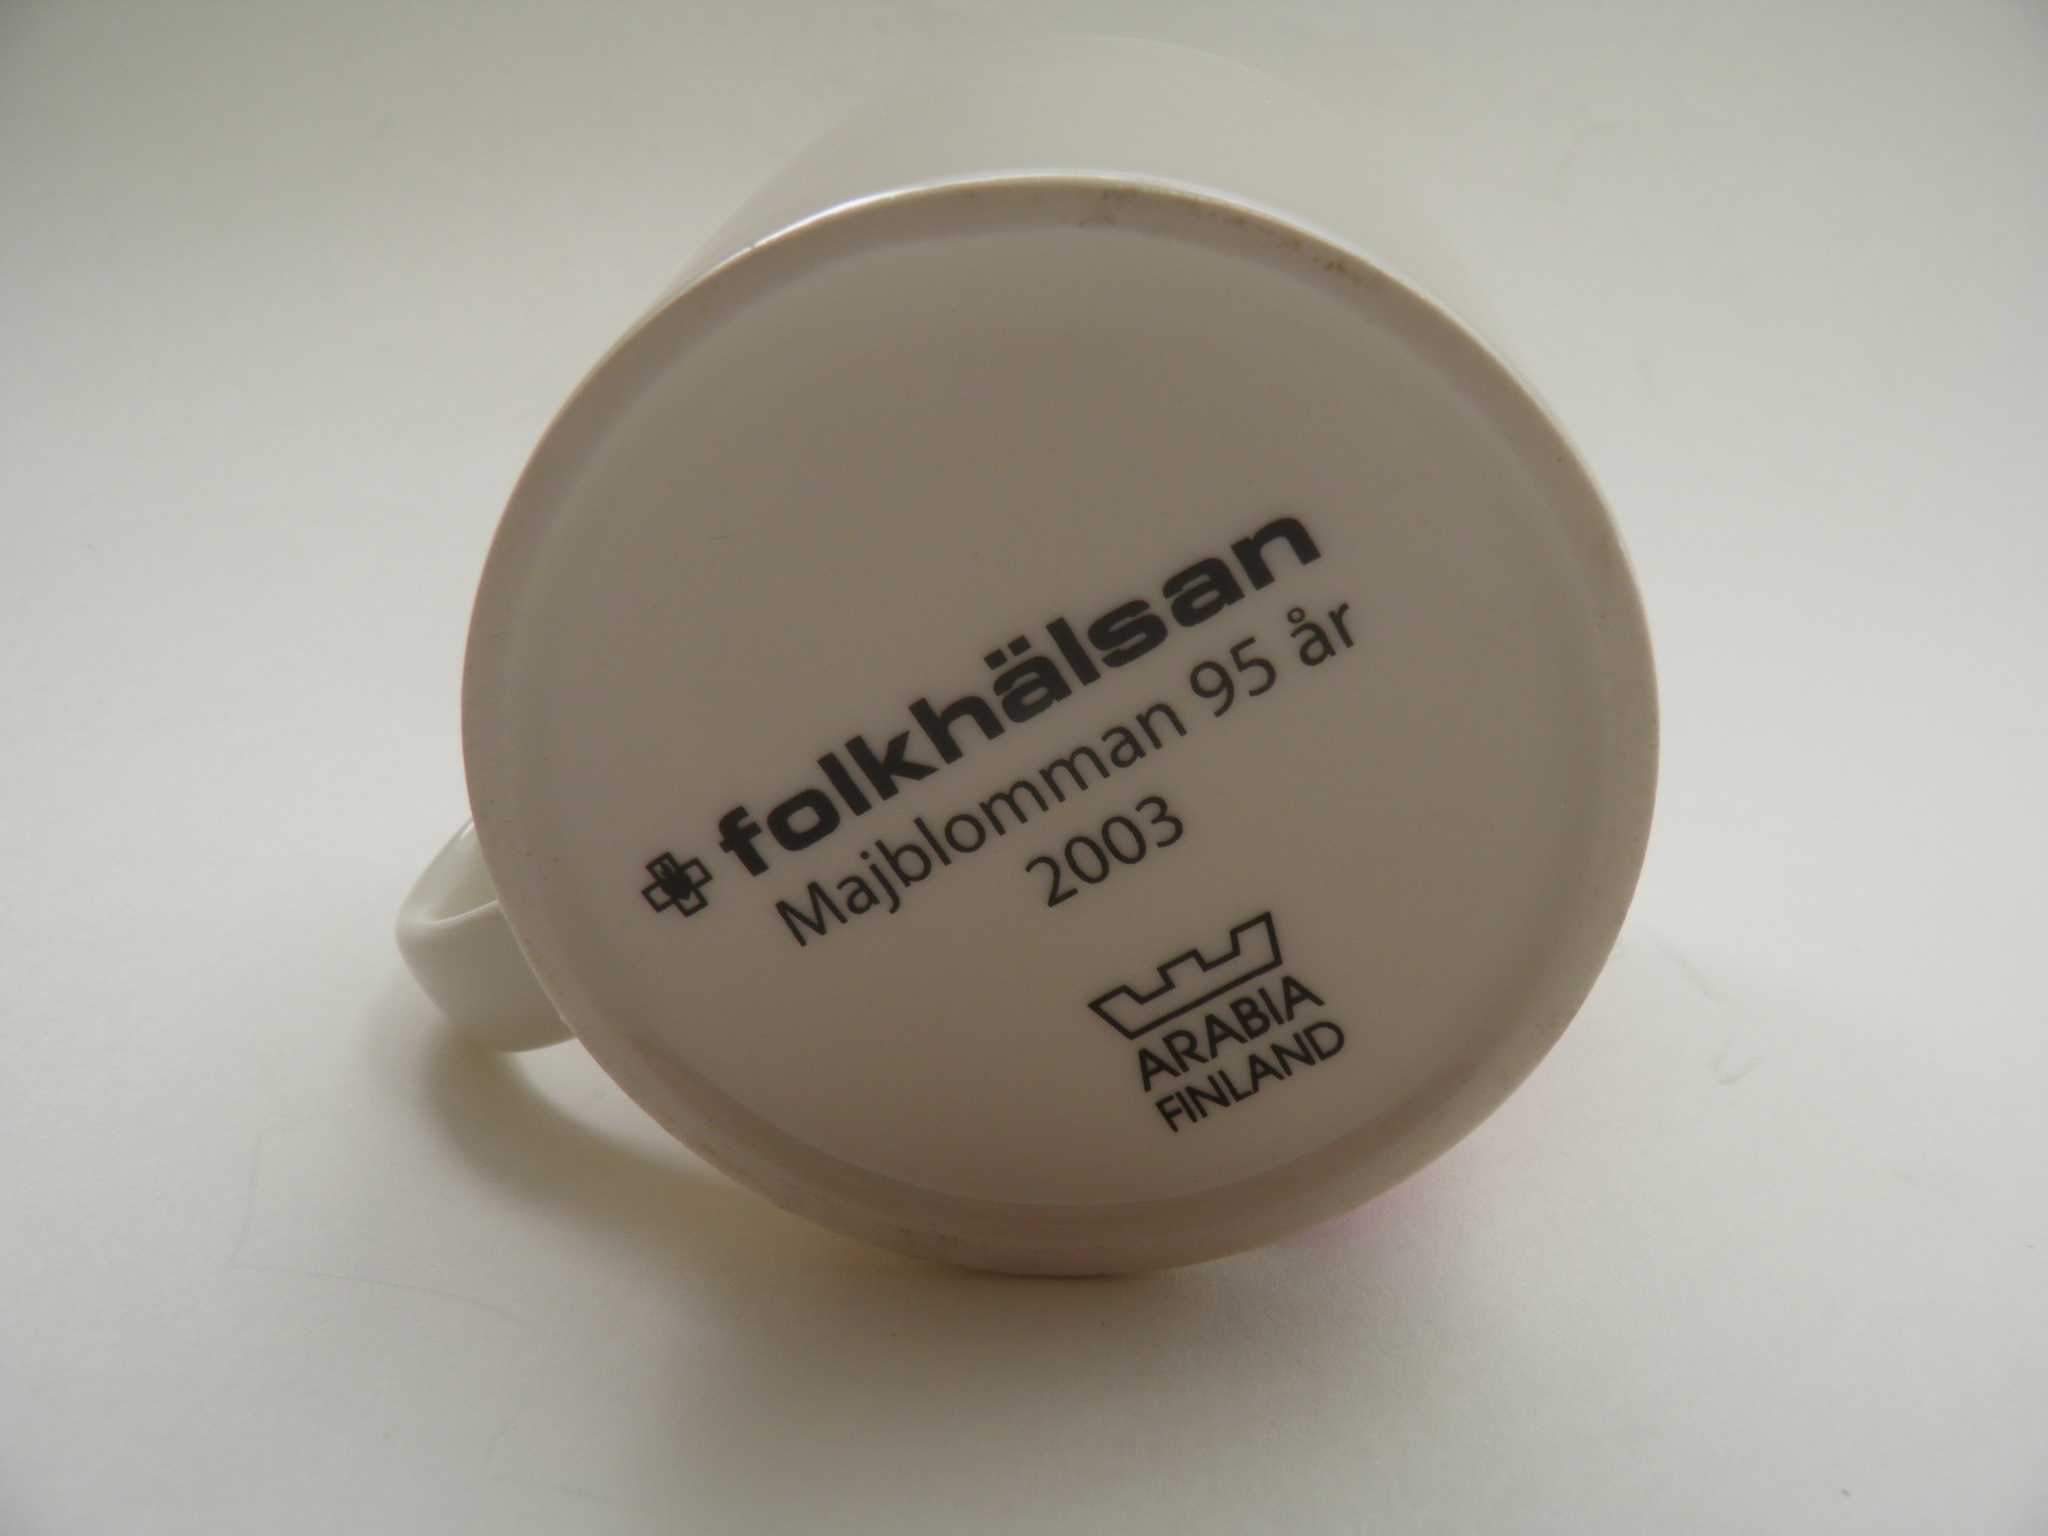 folkhälsan
Majblomman 95 år
2003
ARABIA
FINLAND